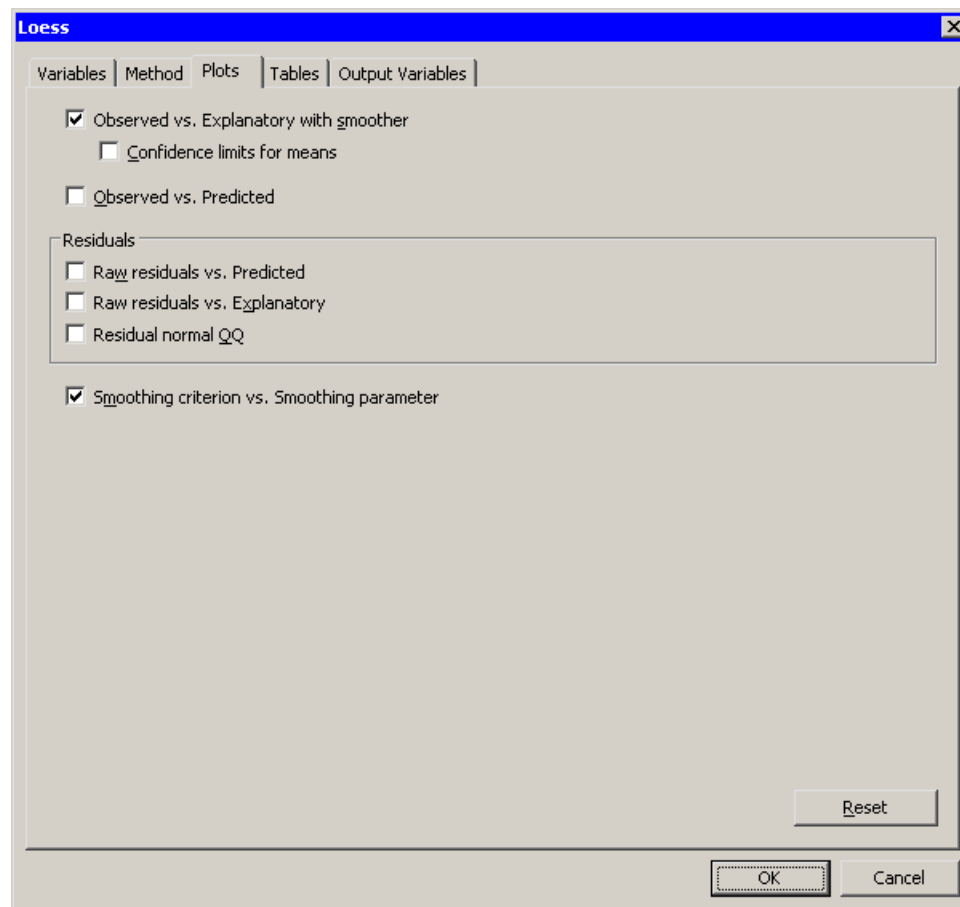 Loess
Variables Method Plots Tables Output Variables
Observed vs. Explanatory with smoother
Confidence limits for means
Observed vs. Predicted
Residuals
Raw residuals vs. Predicted
Raw residuals vs. Explanatory
Residual normal QQ
Smoothing criterion vs. Smoothing parameter
Reset
OK Cancel